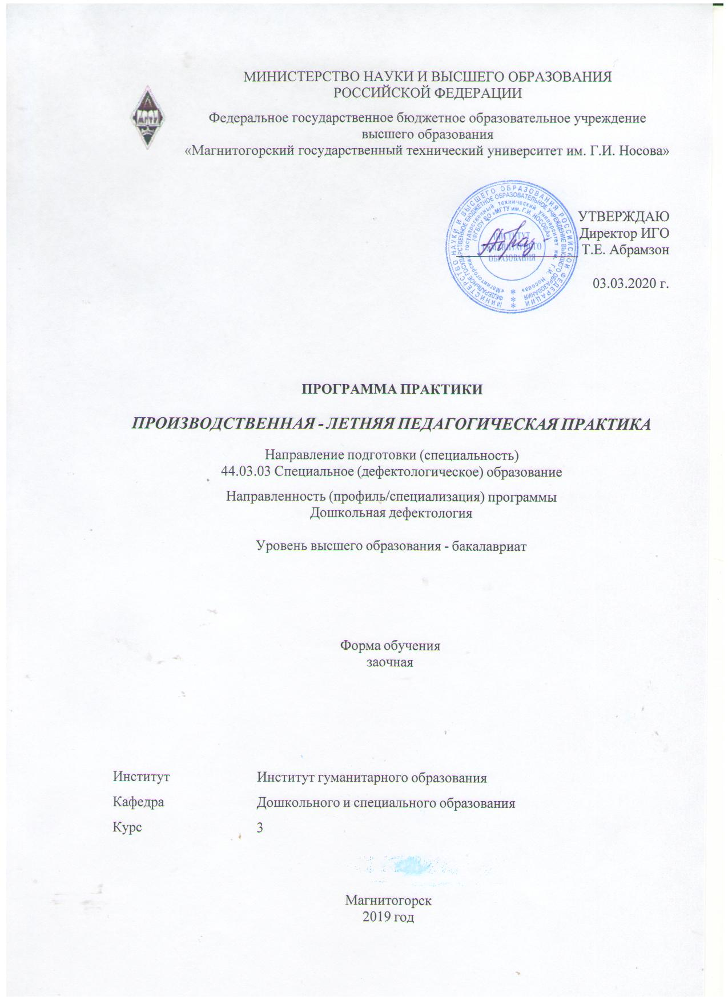 МИНИСТЕРСТВО НАУКИ И ВЫСШЕГО ОБРАЗОВАНИЯ
РОССИЙСКОЙ ФЕДЕРАЦИИ
МГТУ
Федеральное государственное бюджетное образовательное учреждение
высшего образования
«Магнитогорский государственный технический университет им. Г.И. Носова»
МИНИСТЕРСТВО НАУКИ И ВЫСШЕГО ОБРАЗОВАНИЯ РОССИЙСКОЙ ФЕДЕРАЦИИ
ФЕДЕРАЛЬНОЕ ГОСУДАРСТВЕННОЕ БЮДЖЕТНОЕ ОБРАЗОВАТЕЛЬНОЕ УЧРЕЖДЕНИЕ ВЫСШЕГО ОБРАЗОВАНИЯ
«Магнитогорский государственный технический университет им. Г.И. Носова»
(ФГБОУ ВО «МГТУ им. Г.И. НОСОВА»)
ИНСТИТУТ
ГУМАНИТАРНОГО
ОБРАЗОВАНИЯ
УТВЕРЖДАЮ
Директор ИГО
Т.Е. Абрамзон
03.03.2020 г.
ПРОГРАММА ПРАКТИКИ
ПРОИЗВОДСТВЕННАЯ - ЛЕТНЯЯ ПЕДАГОГИЧЕСКАЯ ПРАКТИКА
Направление подготовки (специальность)
44.03.03 Специальное (дефектологическое) образование
Направленность (профиль/специализация) программы
Дошкольная дефектология
Уровень высшего образования - бакалавриат
Форма обучения
заочная
Институт Институт гуманитарного образования
Кафедра Дошкольного и специального образования
Курс 3
Магнитогорск
2019 год